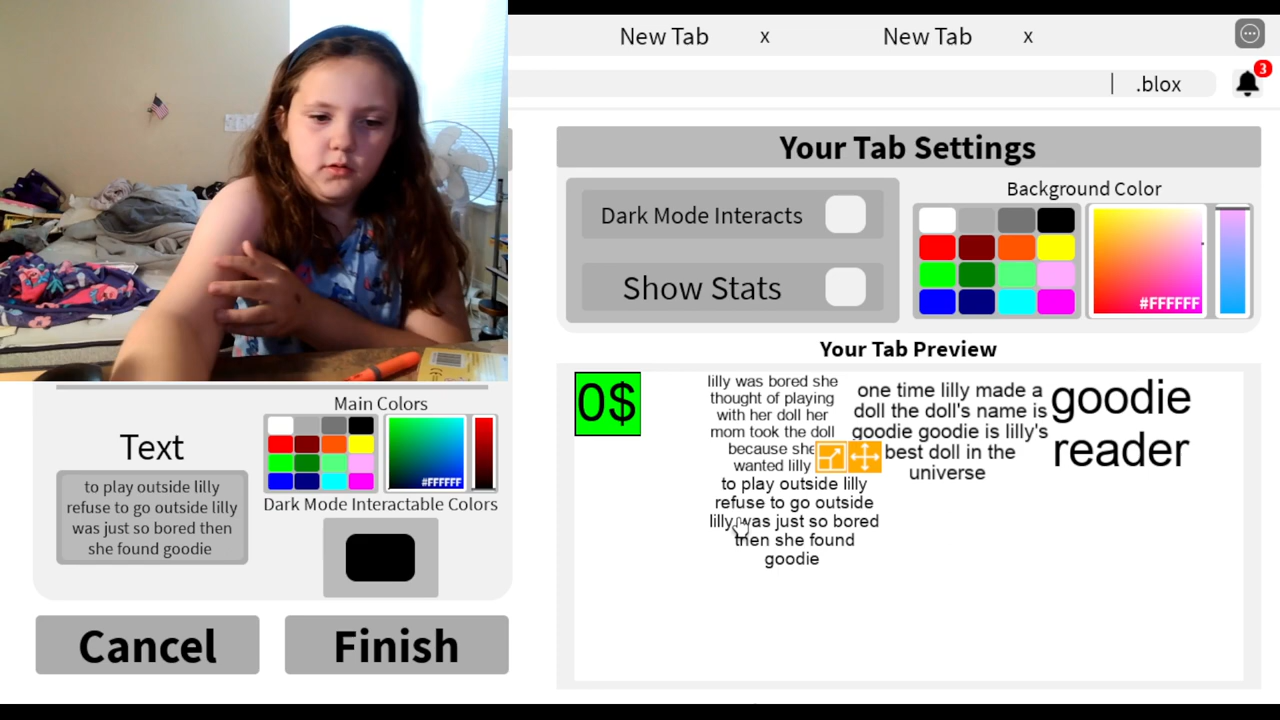 New Tab x New Tab x
.blox
3
Your Tab Settings
Dark Mode Interacts
Show Stats
Background Color
#FFFFFF
Your Tab Preview
0$
lilly was bored she
thought of playing
with her doll her
mom took the doll
because she
wanted lilly
to play outside lilly
refuse to go outside
lilly was just so bored
then she found
goodie
one time lilly made a
doll the doll's name is
goodie goodie is lilly's
best doll in the
universe
goodie
reader
Text
to play outside lilly
refuse to go outside lilly
was just so bored then
she found goodie
Main Colors
#FFFFFF
Dark Mode Interactable Colors
Cancel
Finish